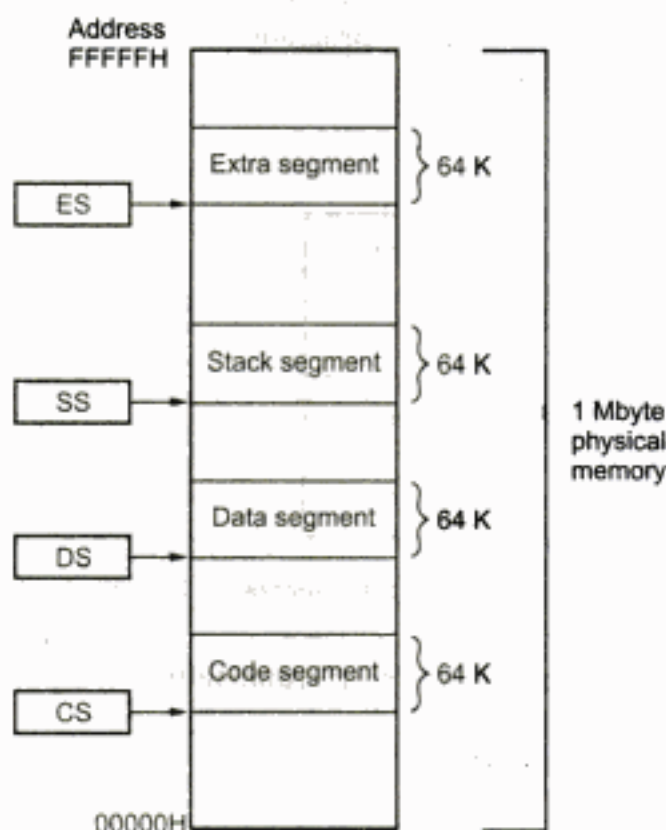 Address
FFFFFH
Extra segment
64 K
ES
Stack segment
64 K
SS
1 Mbyte
physical
memory
Data segment
64 K
DS
Code segment
64 K
CS
00000H